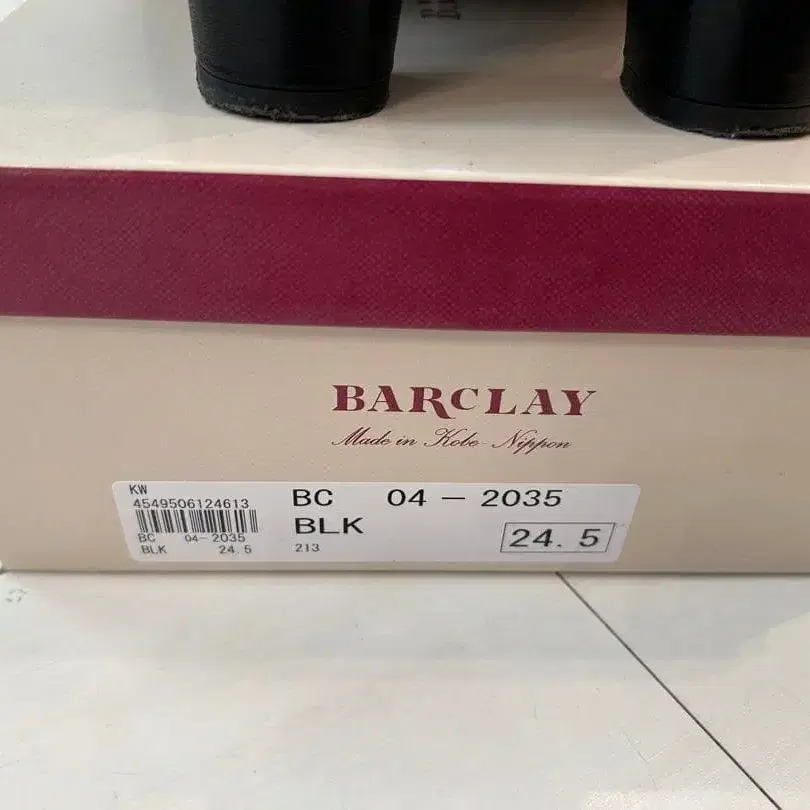 BARCLAY
Made in Kobe-Nippon
KW
4549506124613
BC 04-2035
BLK 24.5
BC 04-2035
BLK
213
24.5